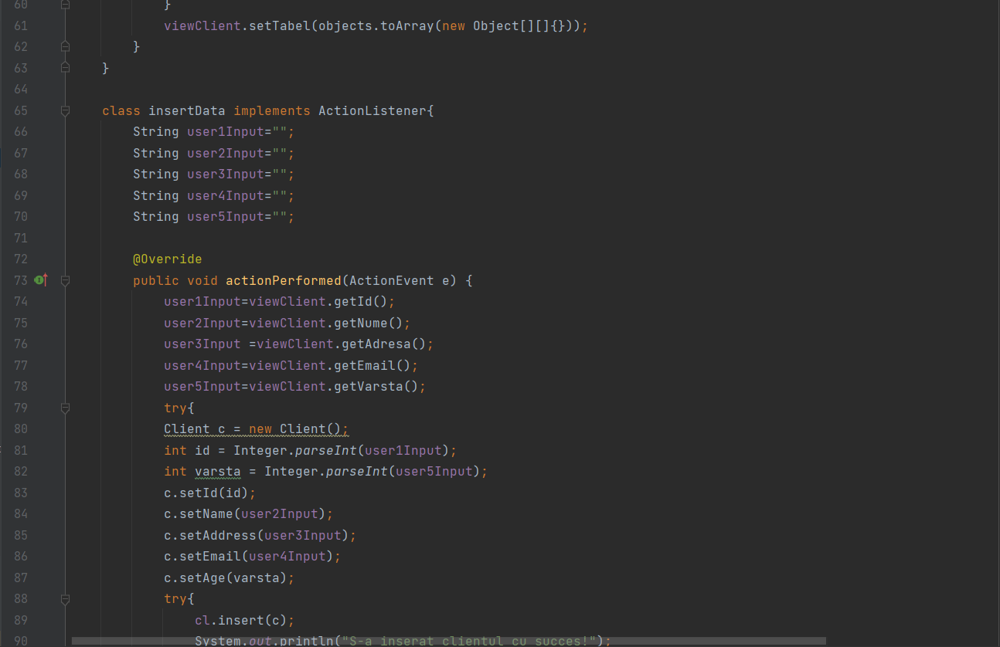 60 }
61 viewClient.setTabel(objects.toArray(new Object[][]{}));
62 }
63 }
64
65 class insertData implements ActionListener{
66 String user1Input="";
67 String user2Input="";
68 String user3Input="";
69 String user4Input="";
70 String user5Input="";
71
72 @Override
73 public void actionPerformed(ActionEvent e) {
74 user1Input=viewClient.getId();
75 user2Input=viewClient.getNume();
76 user3Input =viewClient.getAdresa();
77 user4Input=viewClient.getEmail();
78 user5Input=viewClient.getVarsta();
79 try{
80 Client c = new Client();
81 int id = Integer.parseInt(user1Input);
82 int varsta = Integer.parseInt(user5Input);
83 c.setId(id);
84 c.setName(user2Input);
85 c.setAddress(user3Input);
86 c.setEmail(user4Input);
87 c.setAge(varsta);
88 try{
89 cl.insert(c);
90 System.out.println("S-a inserat clientul cu succes!");